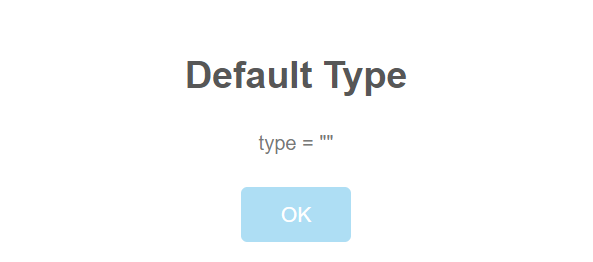 Default Type
type = ""
OK